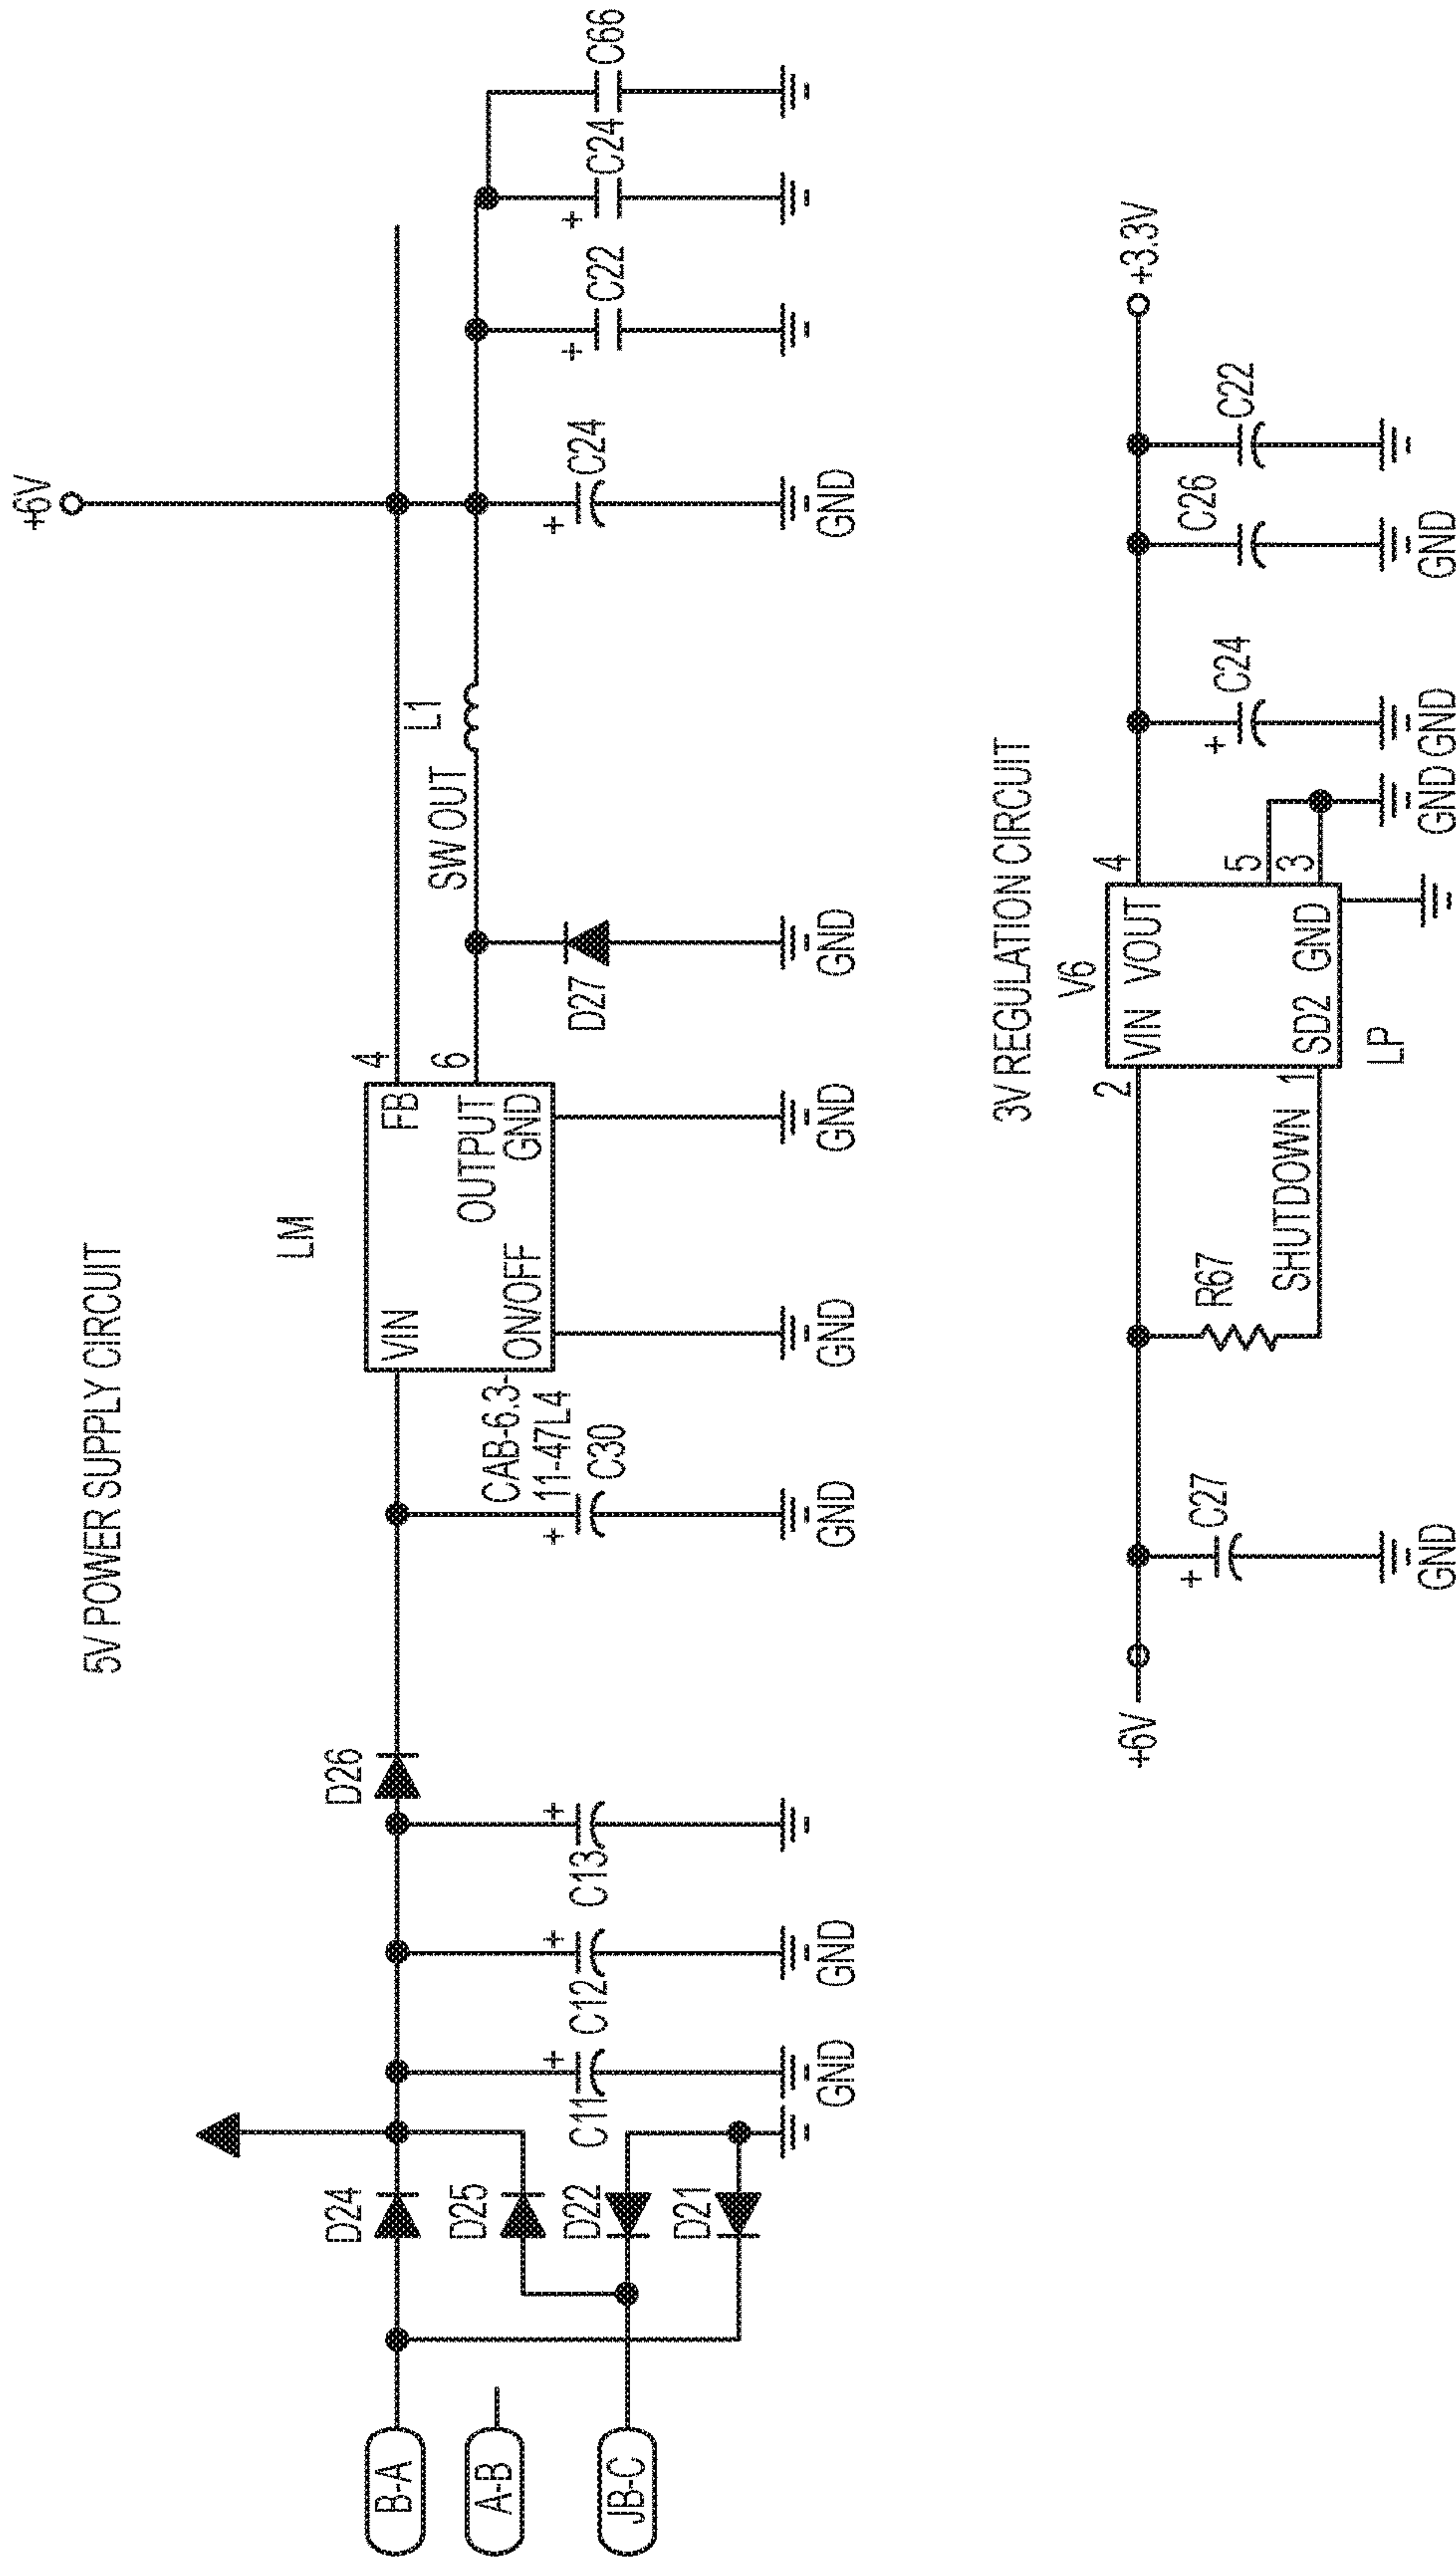 5V POWER SUPPLY CIRCUIT
+6V
LM
D24
D26
B-A
VIN
FB
4
L1
A-B
D25
CAB-6.3-
11-47L4
ON/OFF
OUTPUT
GND
6
SW OUT
JB-C
D22
D21
C11
+
C12
+
C13
+
C30
+
D27
C24
+
C22
+
C24
+
C66
GND
GND
GND
GND
GND
GND
GND
3V REGULATION CIRCUIT
V6
+6V
2
VIN
VOUT
4
+3.3V
C27
+
R67
C24
+
C26
C22
SHUTDOWN
1
SD2
GND
5
3
LP
GND
GND
GND
GND